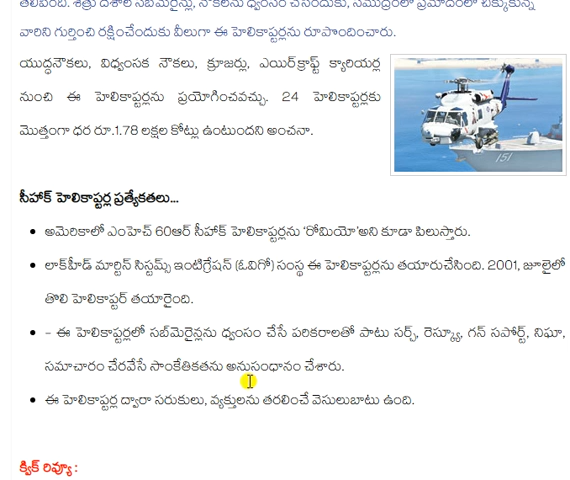 తెలిపింది. శత్రు దేశాల సబ్‌మెరైన్లు, నౌకలను ధ్వంసం చేసేందుకు, సముద్రంలో ప్రమాదంలో చిక్కుకున్న
వారిని గుర్తించి రక్షించేందుకు వీలుగా ఈ హెలికాప్టర్లను రూపొందించారు.
యుద్ధనౌకలు, విధ్వంసక నౌకలు, క్రూజర్లు, ఎయిర్‌క్రాఫ్ట్ క్యారియర్ల
నుంచి ఈ హెలికాప్టర్లను ప్రయోగించవచ్చు. 24 హెలికాప్టర్లకు
మొత్తంగా ధర రూ.1.78 లక్షల కోట్లు ఉంటుందని అంచనా.
151
సీహాక్ హెలికాప్టర్ల ప్రత్యేకతలు...
అమెరికాలో ఎంహెచ్ 60ఆర్ సీహాక్ హెలికాప్టర్లను ‘రోమియో’అని కూడా పిలుస్తారు.
లాక్‌హీడ్ మార్టిన్ సిస్టమ్స్ ఇంటిగ్రేషన్ (ఓవిగో) సంస్థ ఈ హెలికాప్టర్లను తయారుచేసింది. 2001, జూలైలో
తొలి హెలికాప్టర్ తయారైంది.
- ఈ హెలికాప్టర్లలో సబ్‌మెరైన్లను ధ్వంసం చేసే పరికరాలతో పాటు సర్చ్, రెస్క్యూ, గన్ సపోర్ట్, నిఘా,
సమాచారం చేరవేసే సాంకేతికతను అనుసంధానం చేశారు.
ఈ హెలికాప్టర్ల ద్వారా సరుకులు, వ్యక్తులను తరలించే వెసులుబాటు ఉంది.
క్విక్ రివ్యూ :